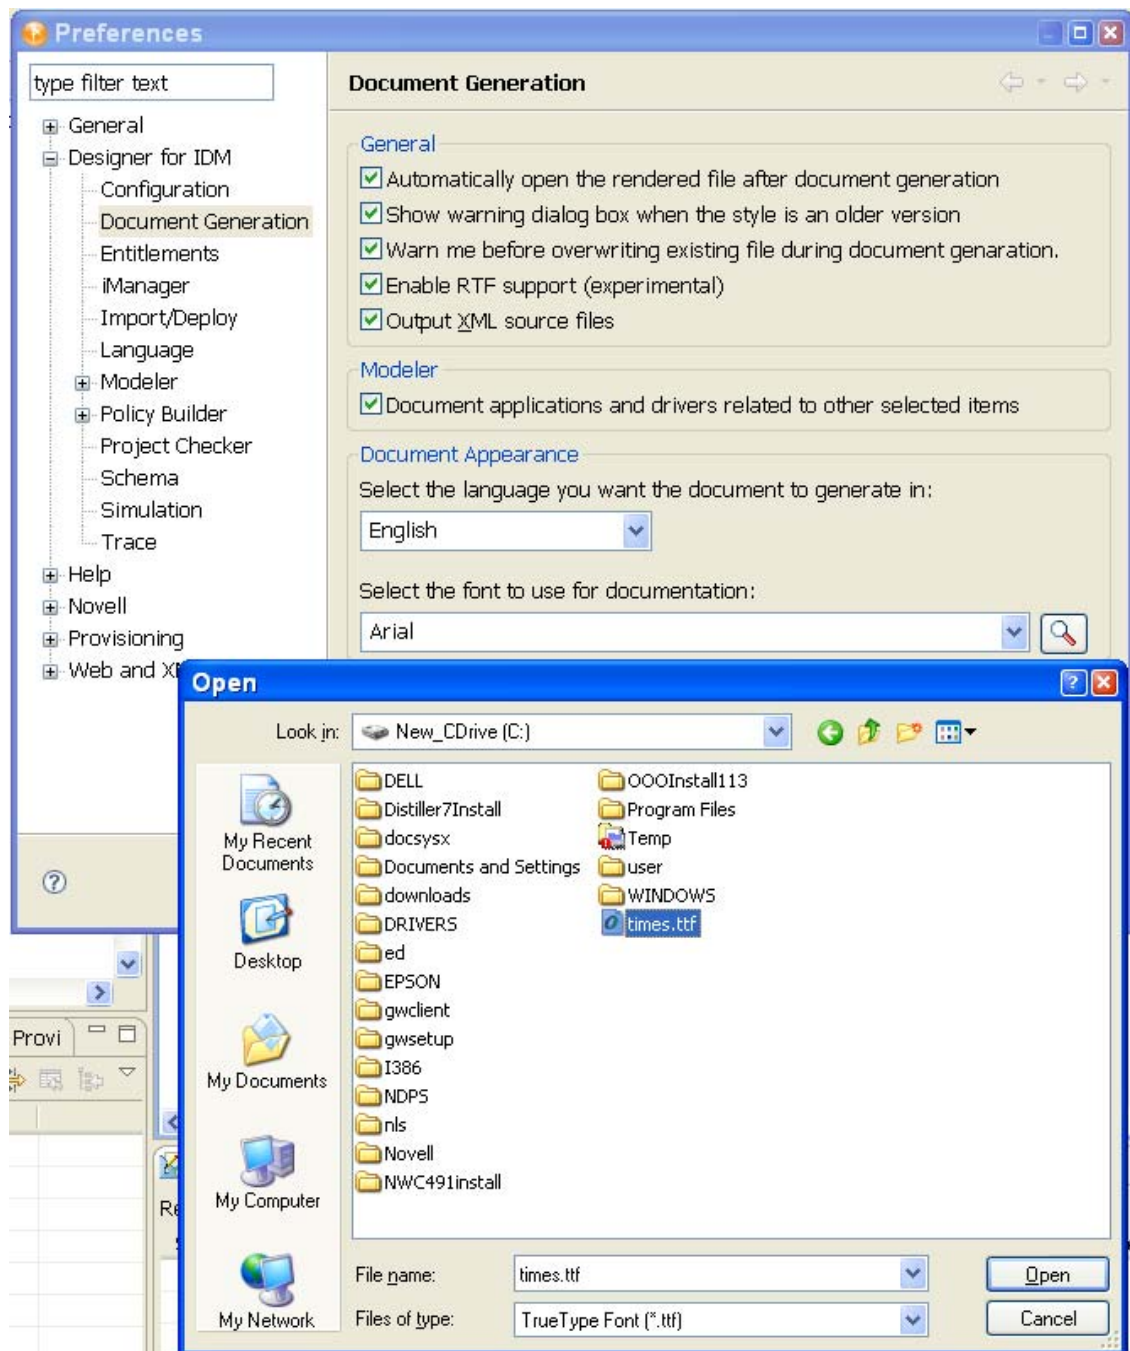 Preferences
type filter text
General
Designer for IDM
Configuration
Document Generation
Entitlements
iManager
Import/Deploy
Language
Modeler
Policy Builder
Project Checker
Schema
Simulation
Trace
Help
Novell
Provisioning
Web and X
Document Generation
General
Automatically open the rendered file after document generation
Show warning dialog box when the style is an older version
Warn me before overwriting existing file during document genaration.
Enable RTF support (experimental)
Output XML source files
Modeler
Document applications and drivers related to other selected items
Document Appearance
Select the language you want the document to generate in:
English
Select the font to use for documentation:
Arial
Open
Look in:
New_CDrive (C:)
My Recent
Documents
Desktop
My Documents
My Computer
My Network
DELL
Distiller7Install
docsysx
Documents and Settings
downloads
DRIVERS
ed
EPSON
gwclient
gwsetup
I386
NDPS
nls
Novell
NWC491install
OOOInstall113
Program Files
Temp
user
WINDOWS
times.ttf
File name:
times.ttf
Open
Files of type:
TrueType Font (*.ttf)
Cancel
Provi
Re